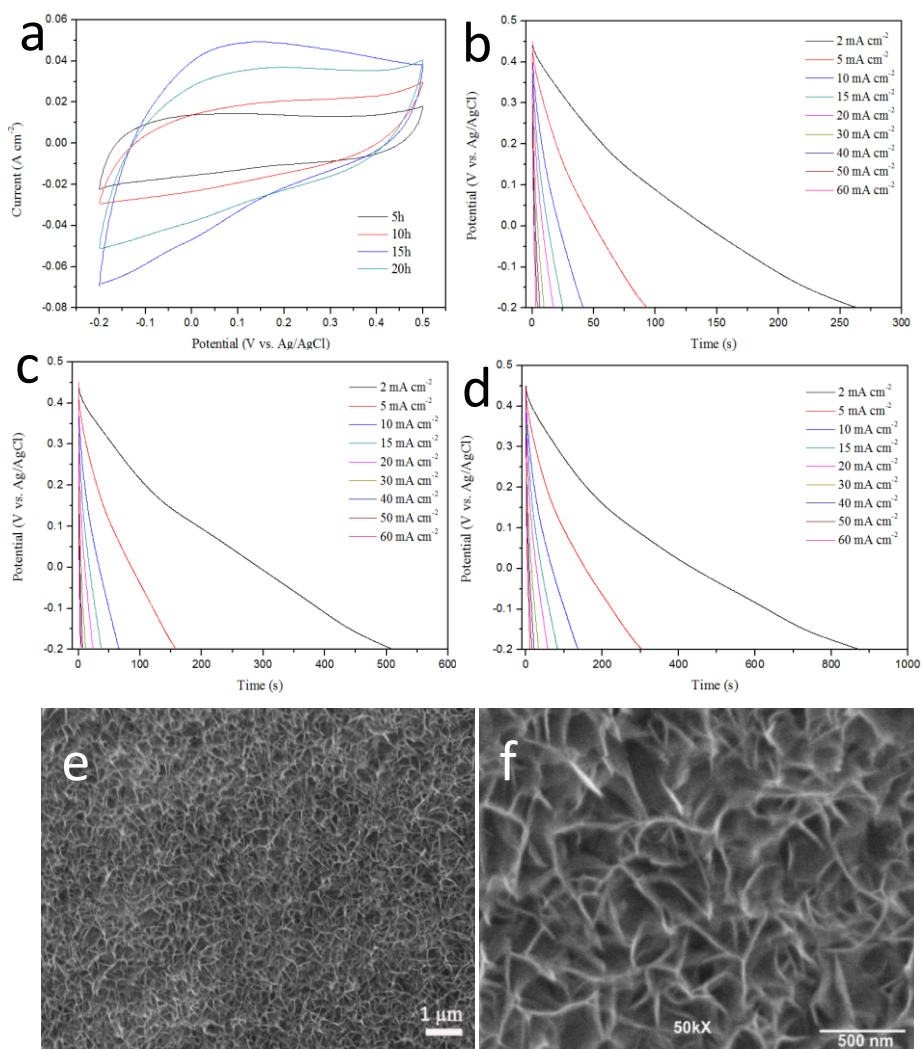 a
0.06
0.04
0.02
0.00
-0.02
-0.04
-0.06
-0.08
Current (A cm⁻²)
5h
10h
15h
20h
-0.2 -0.1 0.0 0.1 0.2 0.3 0.4 0.5
Potential (V vs. Ag/AgCl)
b
0.5
0.4
0.3
0.2
0.1
0.0
-0.1
-0.2
Potential (V vs. Ag/AgCl)
2 mA cm⁻²
5 mA cm⁻²
10 mA cm⁻²
15 mA cm⁻²
20 mA cm⁻²
30 mA cm⁻²
40 mA cm⁻²
50 mA cm⁻²
60 mA cm⁻²
0 50 100 150 200 250 300
Time (s)
c
0.5
0.4
0.3
0.2
0.1
0.0
-0.1
-0.2
Potential (V vs. Ag/AgCl)
2 mA cm⁻²
5 mA cm⁻²
10 mA cm⁻²
15 mA cm⁻²
20 mA cm⁻²
30 mA cm⁻²
40 mA cm⁻²
50 mA cm⁻²
60 mA cm⁻²
0 100 200 300 400 500 600
Time (s)
d
0.5
0.4
0.3
0.2
0.1
0.0
-0.1
-0.2
Potential (V vs. Ag/AgCl)
2 mA cm⁻²
5 mA cm⁻²
10 mA cm⁻²
15 mA cm⁻²
20 mA cm⁻²
30 mA cm⁻²
40 mA cm⁻²
50 mA cm⁻²
60 mA cm⁻²
0 200 400 600 800 1000
Time (s)
e
1 μm
f
50kX
500 nm